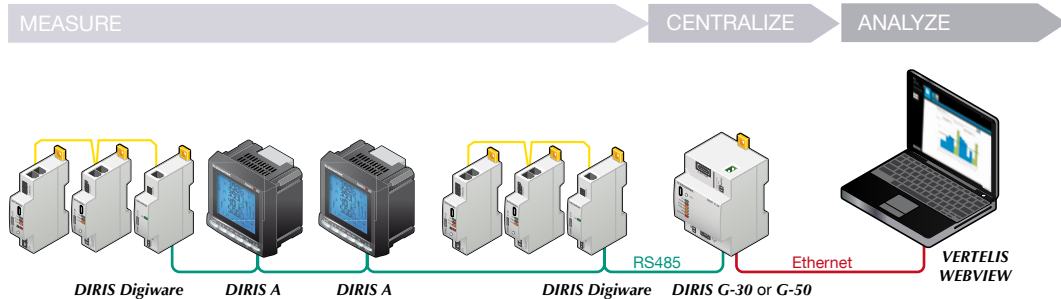 MEASURE
CENTRALIZE
ANALYZE
RS485
Ethernet
DIRIS Digiware
DIRIS A
DIRIS A
DIRIS Digiware
DIRIS G-30 or G-50
VERTELIS
WEBVIEW